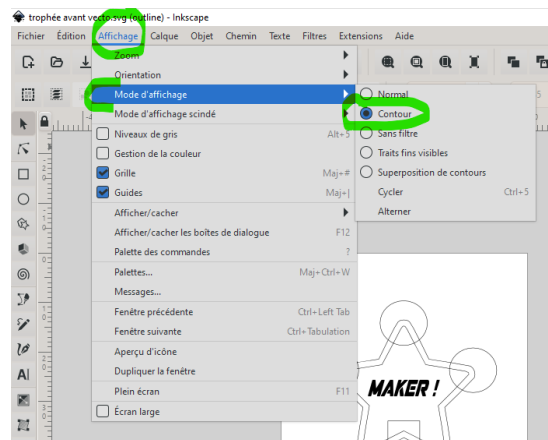 trophée avant vecto.svg (outline) - Inkscape
Fichier Édition Affichage Calque Objet Chemin Texte Filtres Extensions Aide
Zoom
Orientation
Mode d'affichage
Normal
Mode d'affichage scindé
Contour
Niveaux de gris Alt+5
Sans filtre
Gestion de la couleur
Traits fins visibles
Grille Maj+#
Superposition de contours
Guides Maj+|
Cycler Ctrl+5
Afficher/cacher
Alterner
Afficher/cacher les boîtes de dialogue F12
Palette des commandes ?
Palettes... Maj+Ctrl+W
Messages...
Fenêtre précédente Ctrl+Left Tab
Fenêtre suivante Ctrl+Tabulation
Aperçu d'icône
Dupliquer la fenêtre
Plein écran F11
MAKER !
Écran large